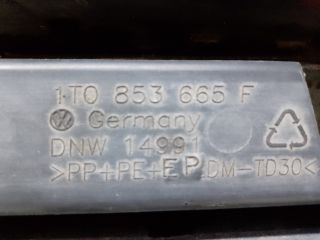 1T0 853 665 F
Germany
DNW 14991
>PP+PE+EPDM-TD30<